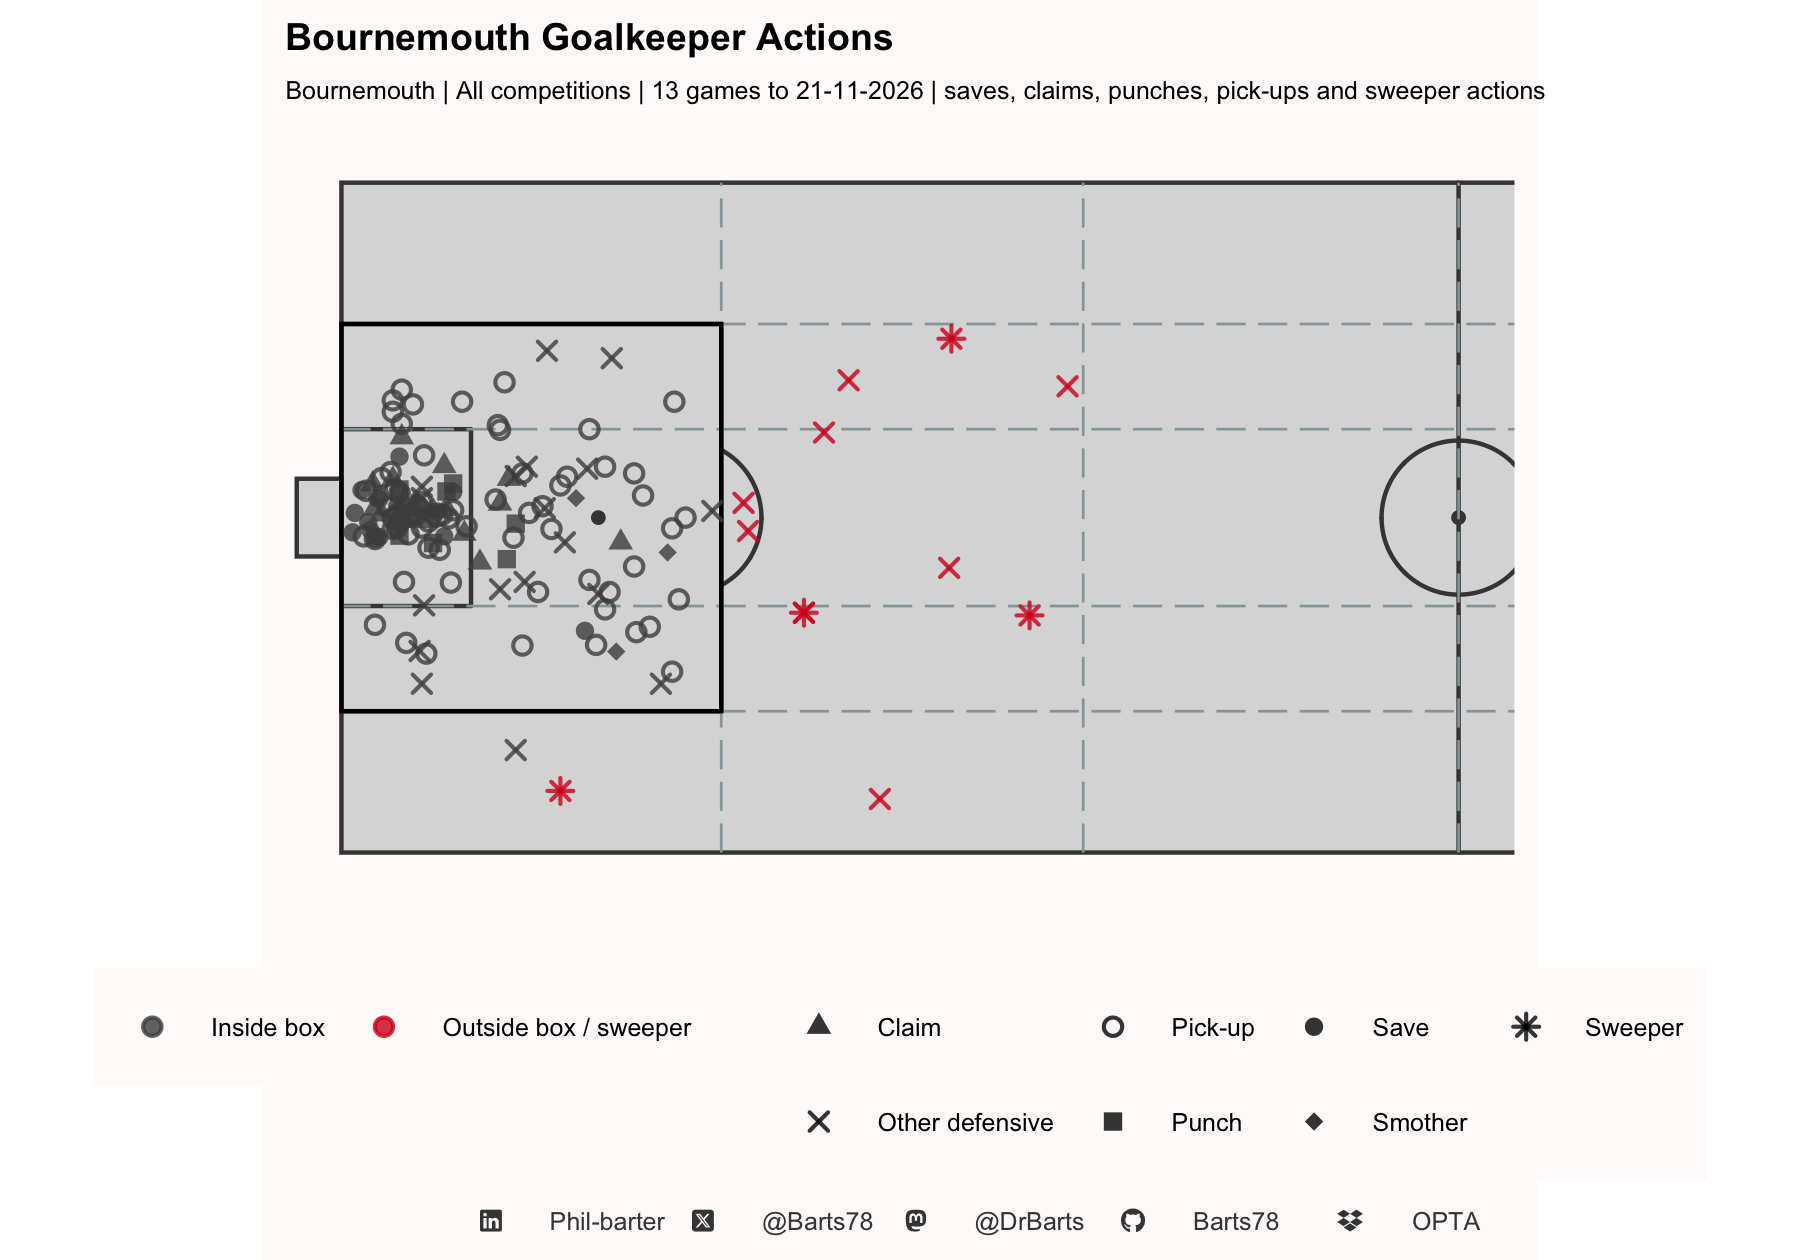 Bournemouth Goalkeeper Actions
Bournemouth | All competitions | 13 games to 21-11-2026 | saves, claims, punches, pick-ups and sweeper actions
Inside box Outside box / sweeper Claim Pick-up Save Sweeper
Other defensive Punch Smother
Phil-barter @Barts78 @DrBarts Barts78 OPTA